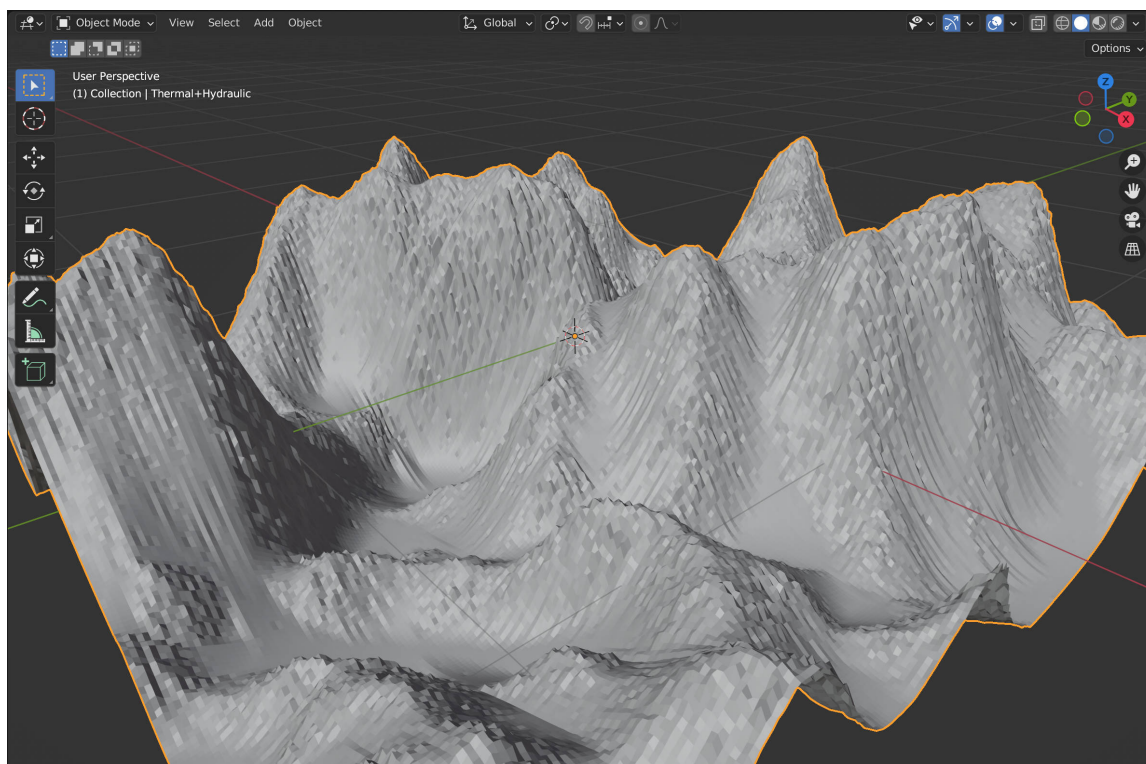 Object Mode View Select Add Object Global
Options
User Perspective
(1) Collection | Thermal+Hydraulic
Z
Y
X